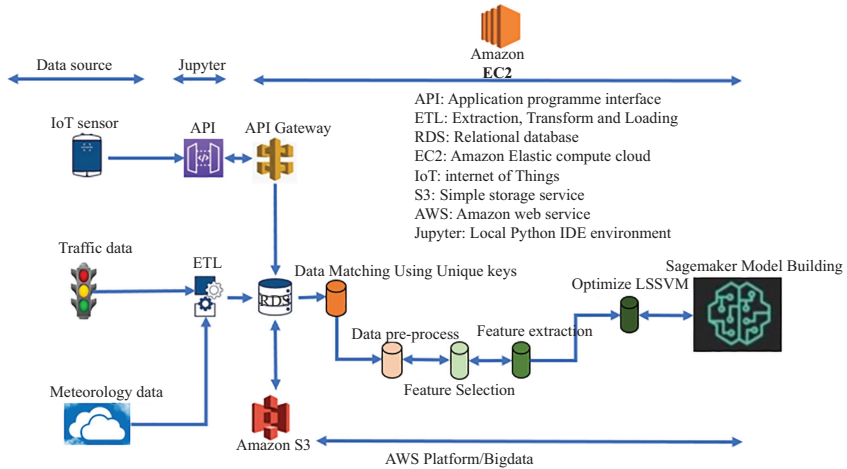 Amazon
EC2
Data source
Jupyter
API: Application programme interface
ETL: Extraction, Transform and Loading
RDS: Relational database
EC2: Amazon Elastic compute cloud
IoT: internet of Things
S3: Simple storage service
AWS: Amazon web service
Jupyter: Local Python IDE environment
IoT sensor
API
API Gateway
Traffic data
ETL
RDS
Data Matching Using Unique keys
Sagemaker Model Building
Optimize LSSVM
Data pre-process
Feature extraction
Feature Selection
Meteorology data
Amazon S3
AWS Platform/Bigdata